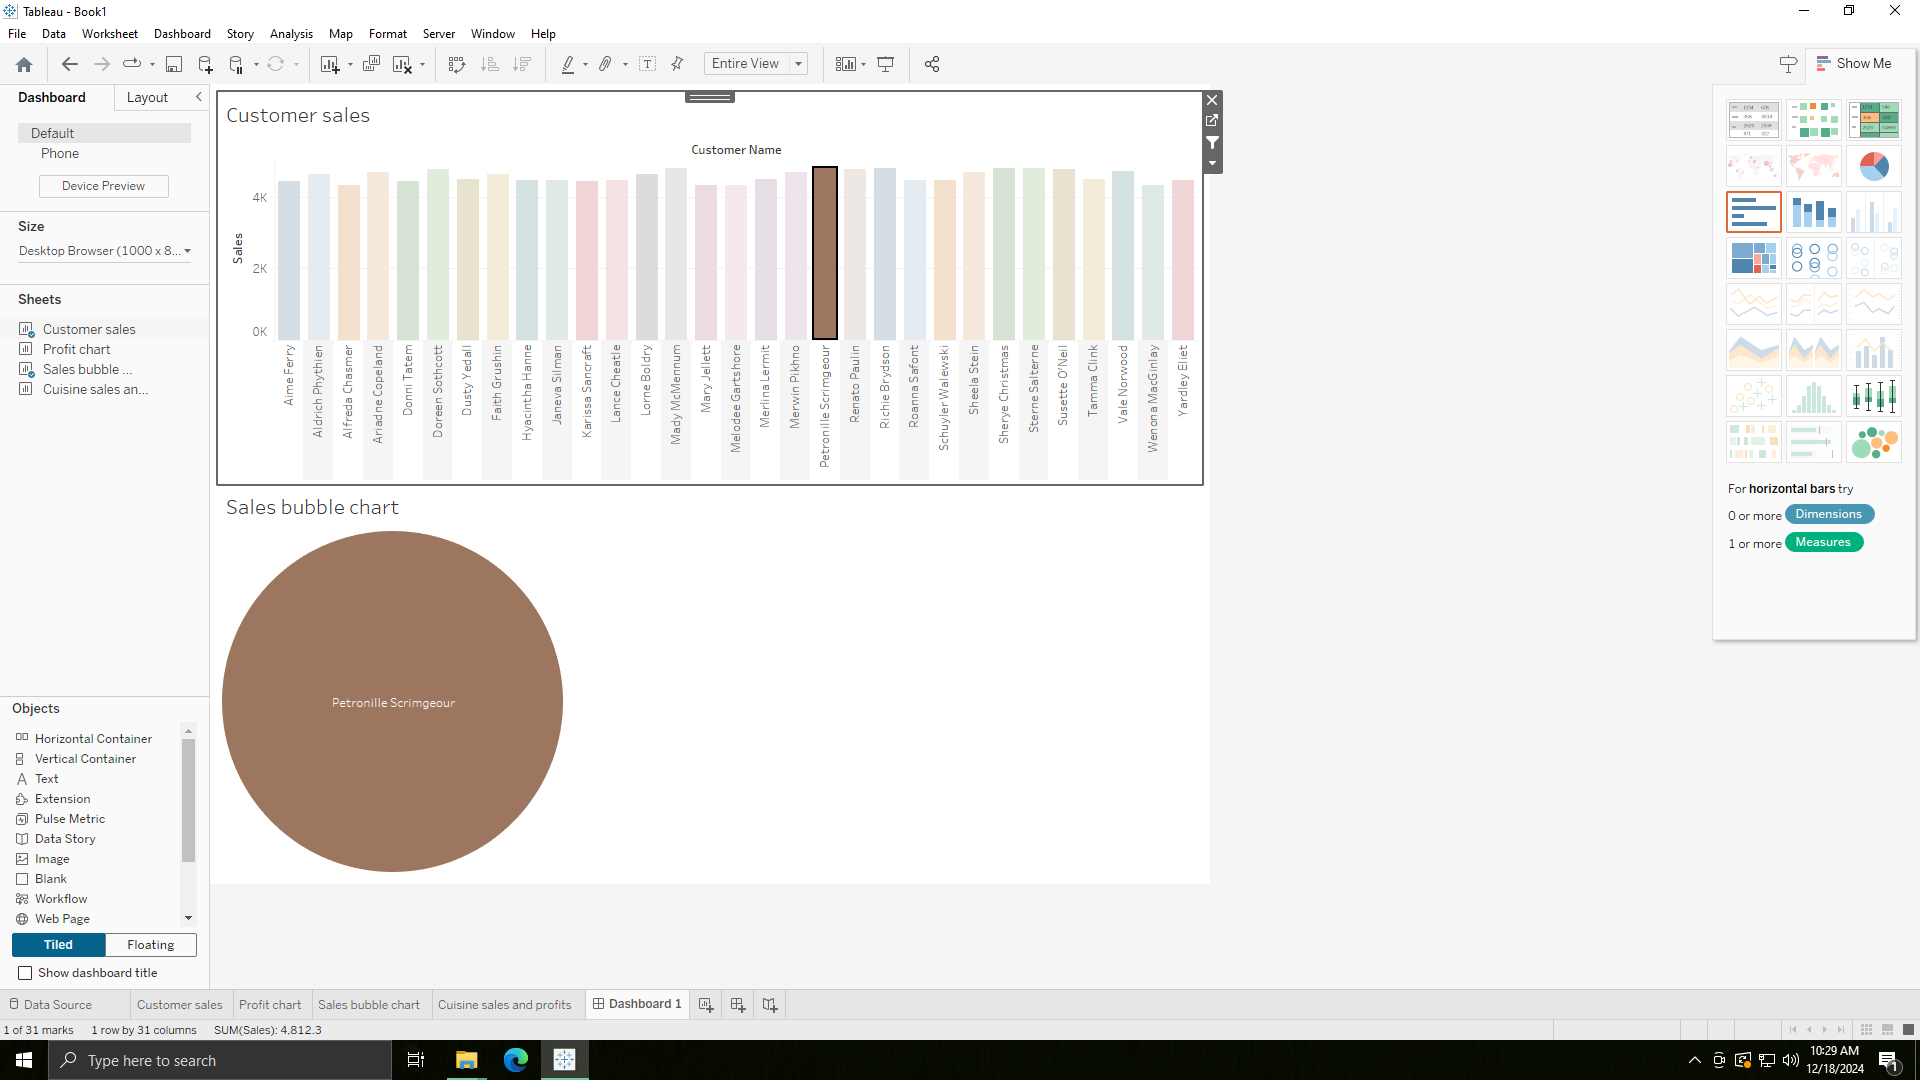 Tableau - Book1
File Data Worksheet Dashboard Story Analysis Map Format Server Window Help
Entire View
Show Me
Dashboard Layout
Default
Phone
Device Preview
Size
Desktop Browser (1000 x 8...
Sheets
Customer sales
Profit chart
Sales bubble ...
Cuisine sales an...
Customer sales
Customer Name
Sales
4K
2K
0K
Aime Ferry
Aldrich Phythien
Alfreda Chasmer
Ariadne Copeland
Donni Tatem
Doreen Sothcott
Dusty Yedall
Faith Grushin
Hyacintha Hanne
Janeva Silman
Karissa Sancraft
Lance Cheatle
Lorne Boldry
Mady McMennum
Mary Jellett
Melodee Gartshore
Merlina Lermit
Merwin Pikhno
Petronille Scrimgeour
Renato Paulin
Richie Brydson
Roanna Safont
Schuyler Walewski
Sheela Stein
Sherye Christmas
Sterne Salterne
Susette O'Neil
Tamma Clink
Vale Norwood
Wenona MacGinlay
Yardley Eliet
Sales bubble chart
Petronille Scrimgeour
For horizontal bars try
0 or more Dimensions
1 or more Measures
Objects
Horizontal Container
Vertical Container
Text
Extension
Pulse Metric
Data Story
Image
Blank
Workflow
Web Page
Tiled Floating
Show dashboard title
Data Source Customer sales Profit chart Sales bubble chart Cuisine sales and profits Dashboard 1
1 of 31 marks 1 row by 31 columns SUM(Sales): 4,812.3
Type here to search
10:29 AM
12/18/2024
1